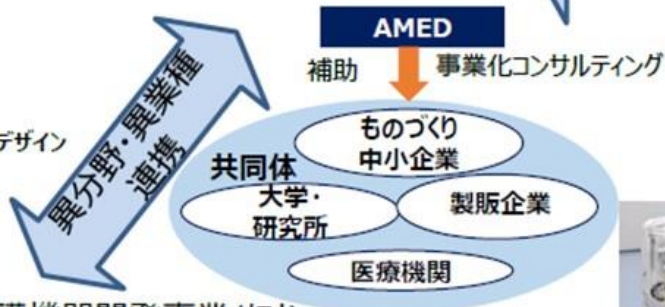 AMED
補助
事業化コンサルティング
デザイン
異分野・異業種
連携
共同体
ものづくり
中小企業
大学・
研究所
製販企業
医療機関